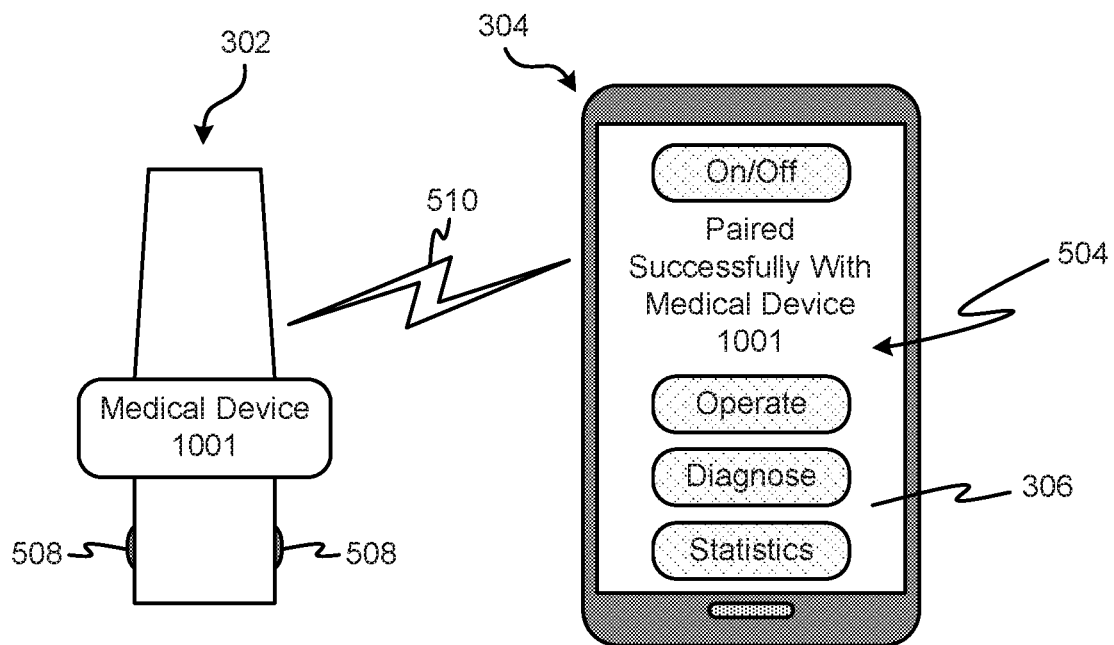 302
304
510
On/Off
Paired
Successfully With
Medical Device
1001
504
Medical Device
1001
Operate
Diagnose
306
Statistics
508
508